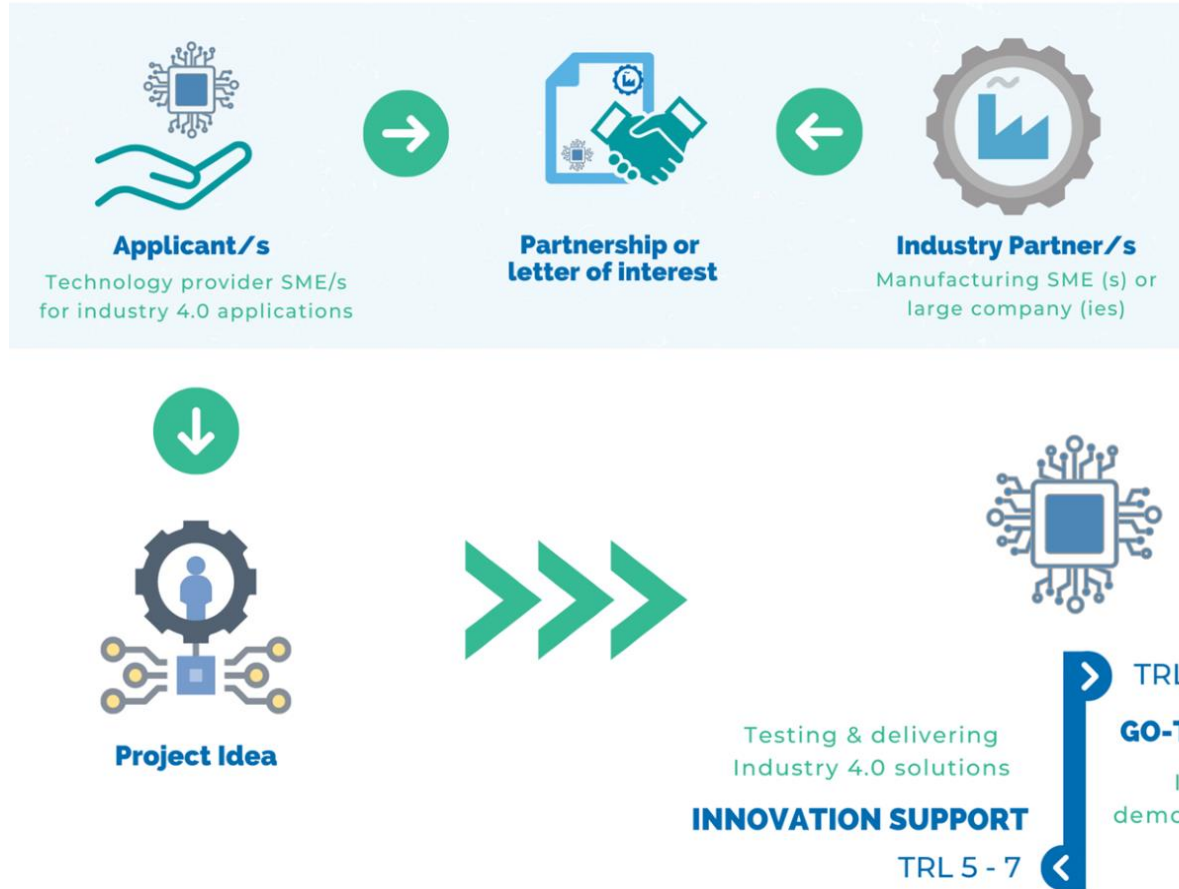 Applicant/s
Technology provider SME/s
for industry 4.0 applications
Partnership or
letter of interest
Industry Partner/s
Manufacturing SME (s) or
large company (ies)
Project Idea
Testing & delivering
Industry 4.0 solutions
INNOVATION SUPPORT
TRL 5 - 7
TRL